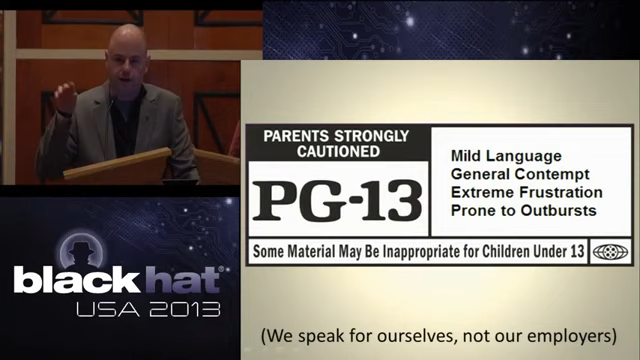 PARENTS STRONGLY
CAUTIONED
PG-13
Mild Language
General Contempt
Extreme Frustration
Prone to Outbursts
Some Material May Be Inappropriate for Children Under 13
black hat®
USA 2013
(We speak for ourselves, not our employers)